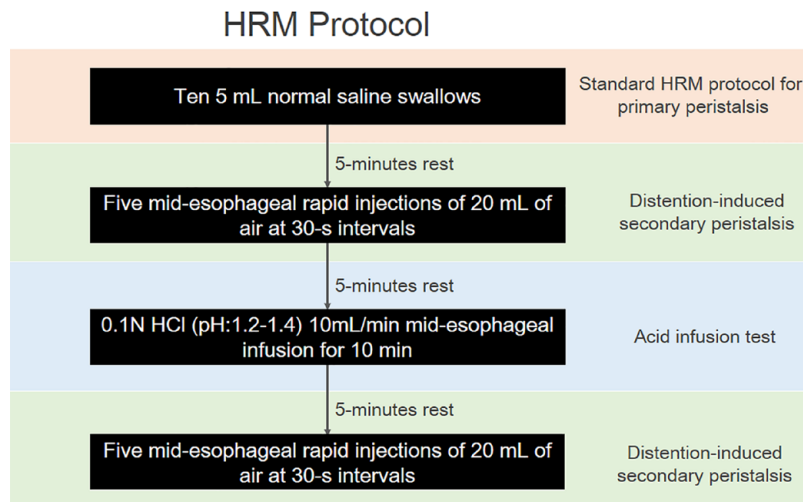 HRM Protocol
Ten 5 mL normal saline swallows
Standard HRM protocol for
primary peristalsis
5-minutes rest
Five mid-esophageal rapid injections of 20 mL of
air at 30-s intervals
Distention-induced
secondary peristalsis
5-minutes rest
0.1N HCl (pH:1.2-1.4) 10mL/min mid-esophageal
infusion for 10 min
Acid infusion test
5-minutes rest
Five mid-esophageal rapid injections of 20 mL of
air at 30-s intervals
Distention-induced
secondary peristalsis